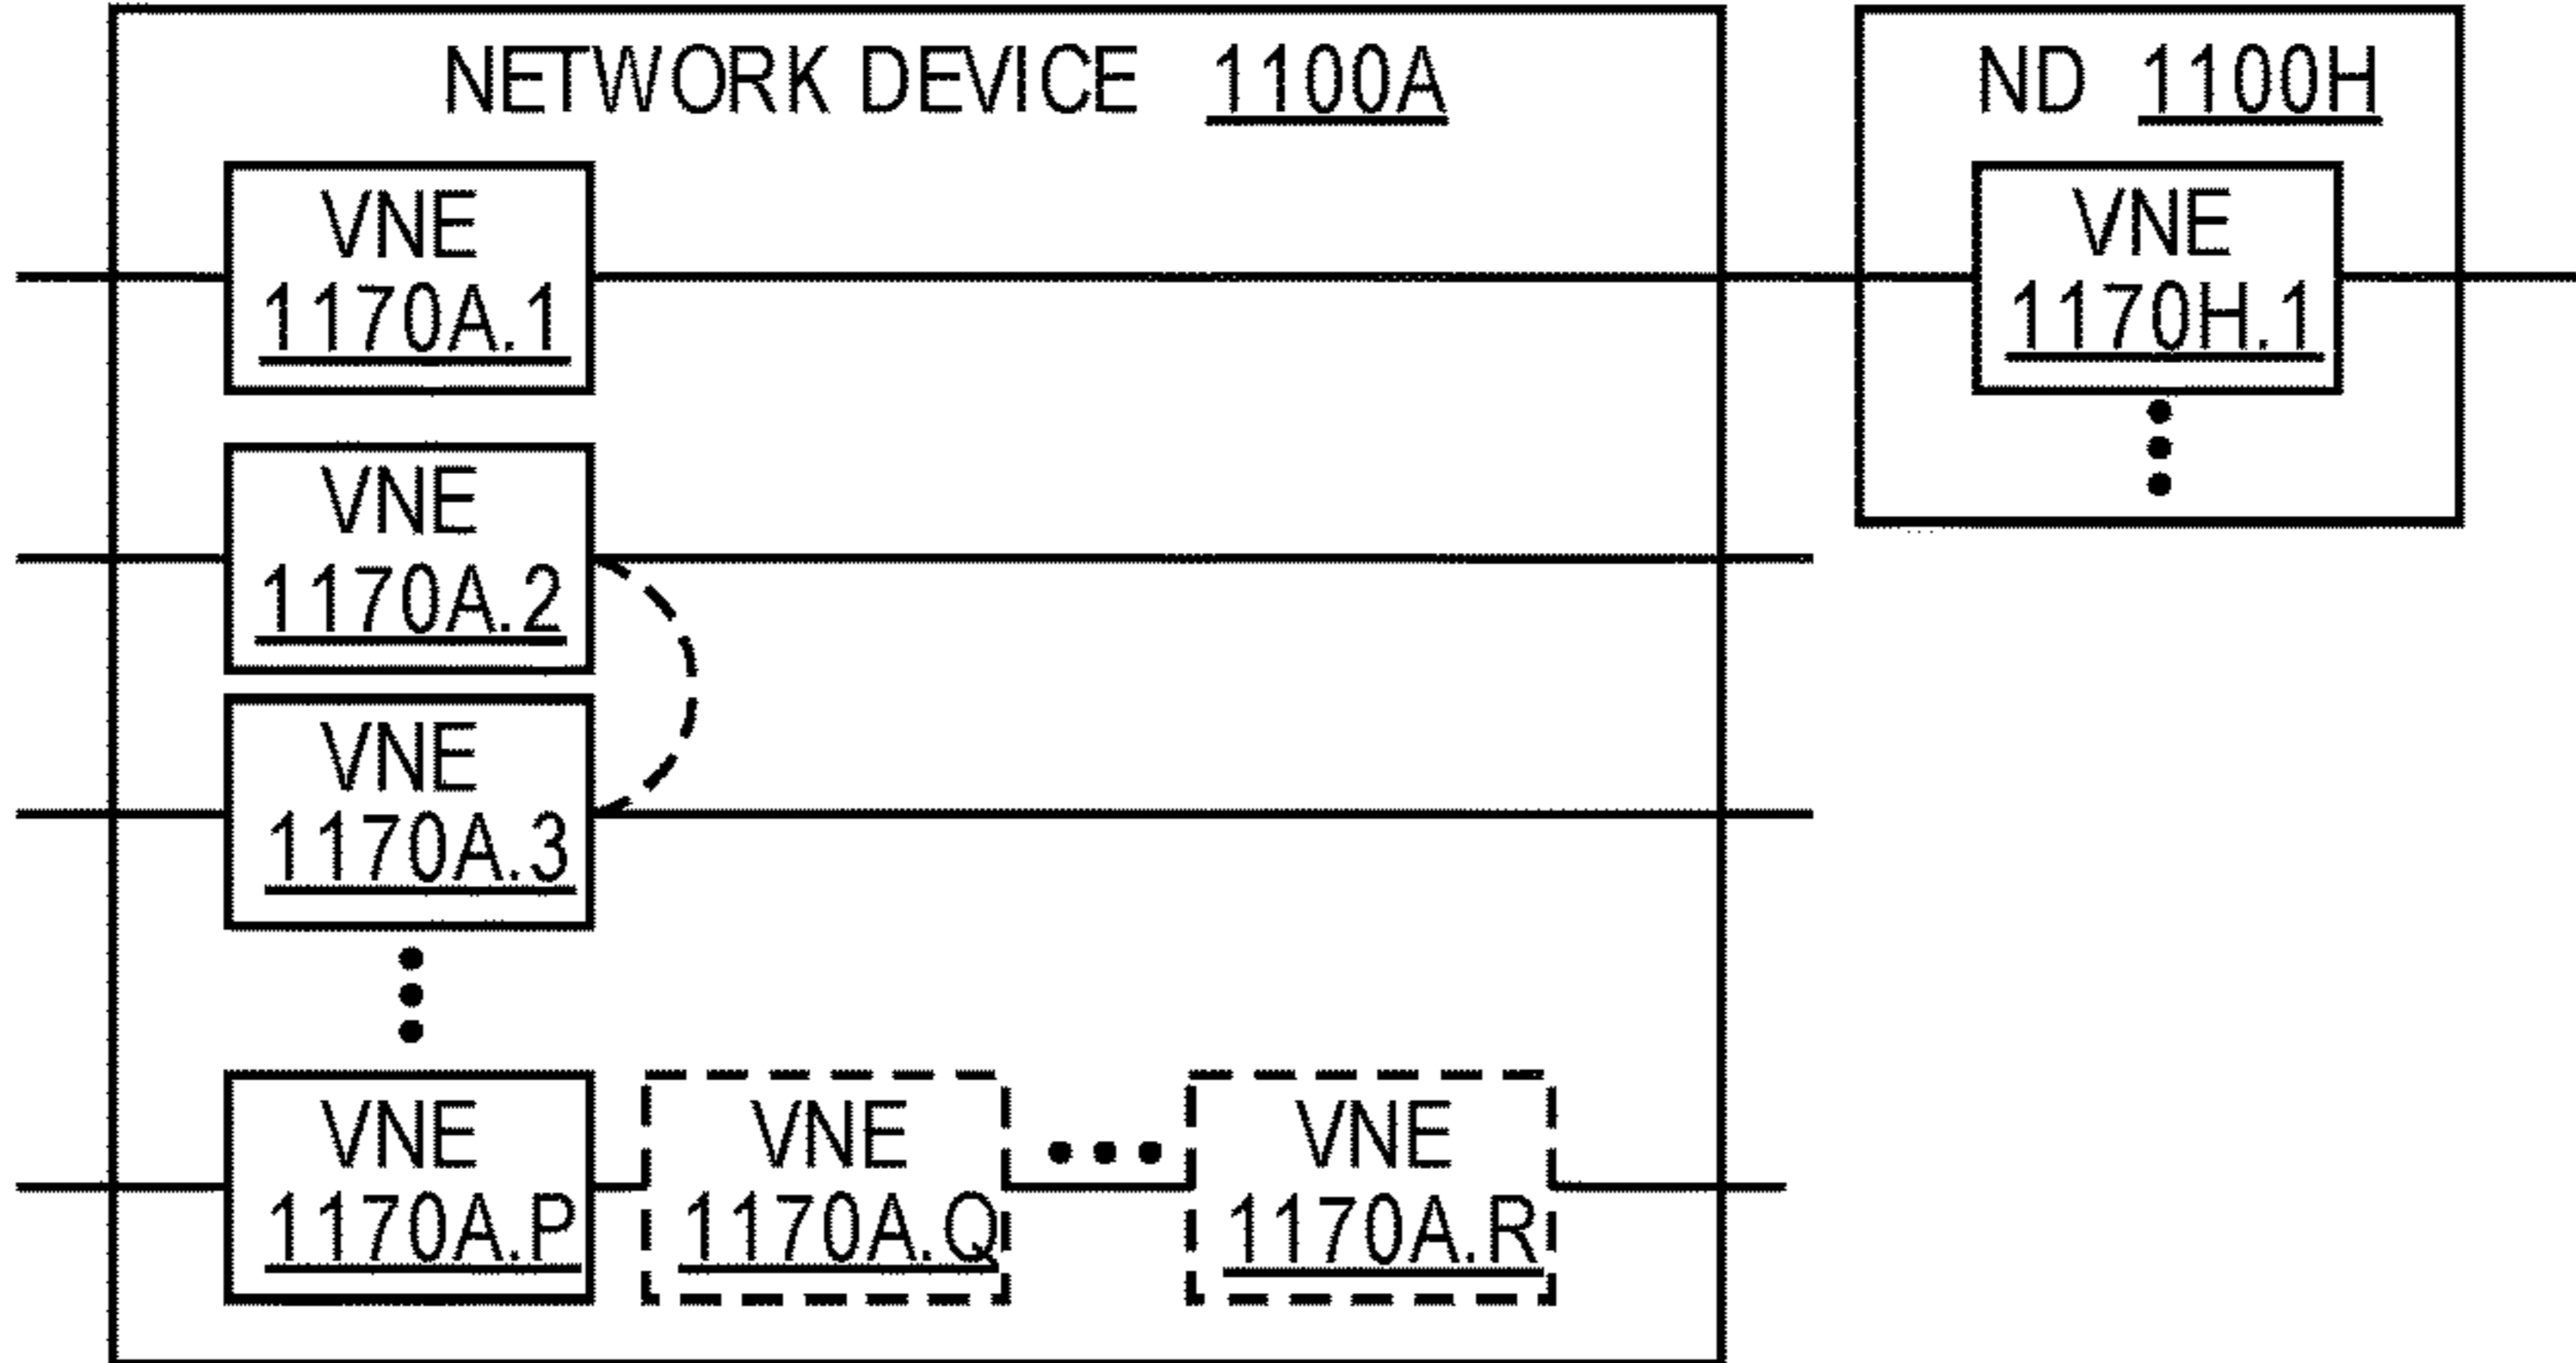 NETWORK DEVICE 1100A
ND 1100H
VNE
1170A.1
VNE
1170H.1
VNE
1170A.2
VNE
1170A.3
VNE
1170A.P
VNE
1170A.Q
VNE
1170A.R